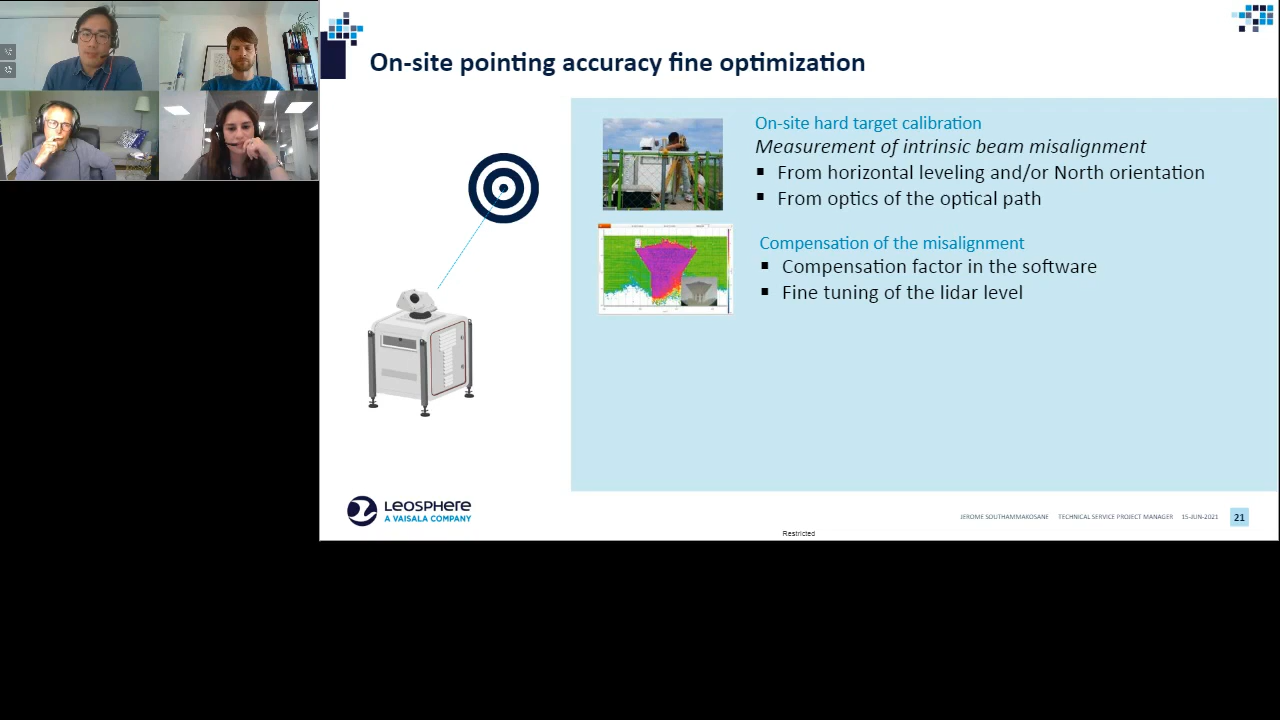 On-site pointing accuracy fine optimization
On-site hard target calibration
Measurement of intrinsic beam misalignment
▪ From horizontal leveling and/or North orientation
▪ From optics of the optical path
Compensation of the misalignment
▪ Compensation factor in the software
▪ Fine tuning of the lidar level
LEOSPHERE
A VAISALA COMPANY
JEROME SOUTHAMMAKOSANE TECHNICAL SERVICE PROJECT MANAGER 15-JUN-2021 21
Restricted